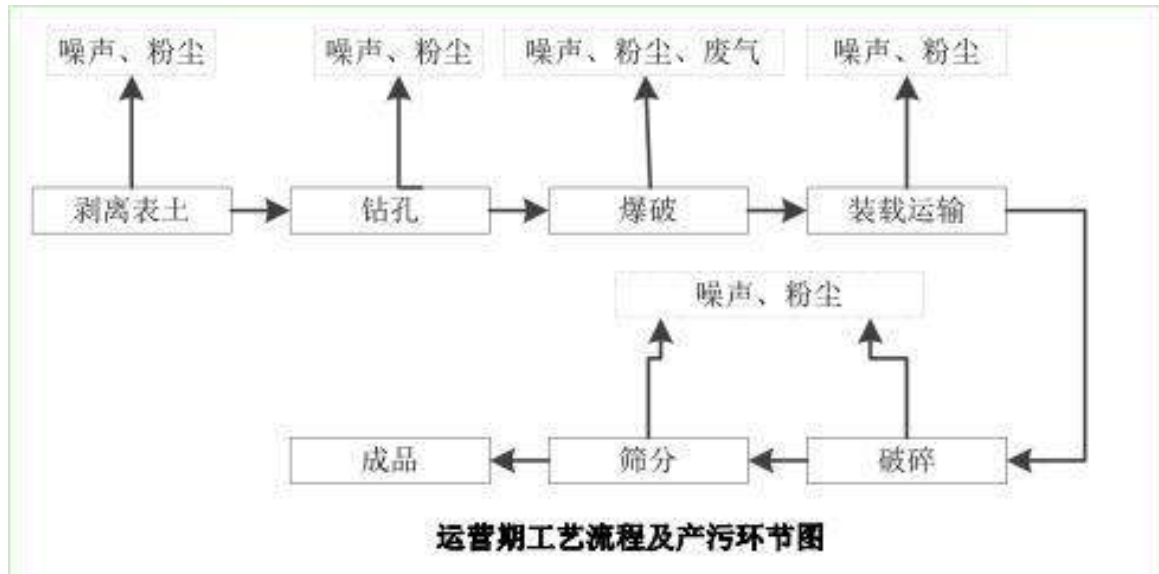 噪声、粉尘
噪声、粉尘
噪声、粉尘、废气
噪声、粉尘
剥离表土
钻孔
爆破
装载运输
噪声、粉尘
成品
筛分
破碎
运营期工艺流程及产污环节图